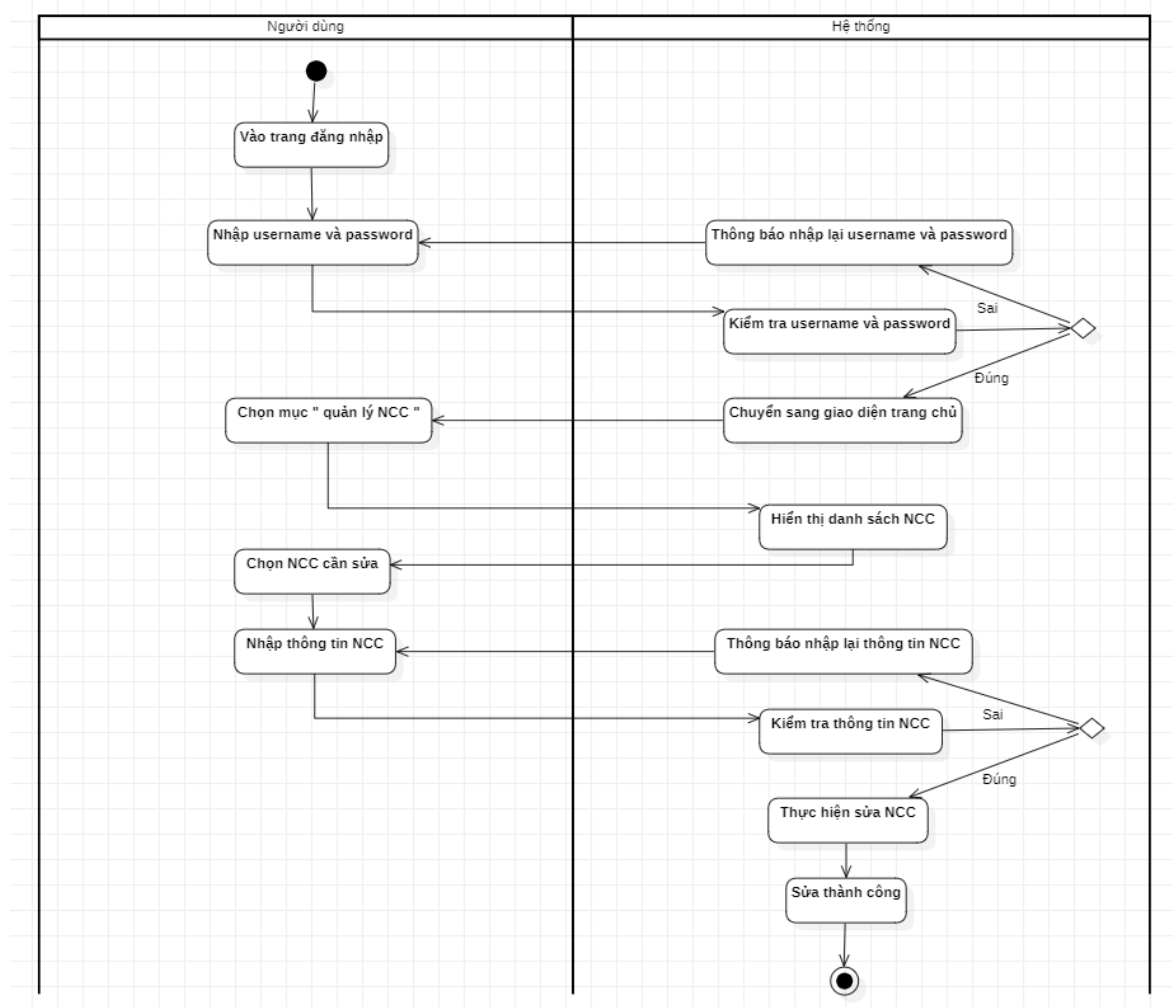 Người dùng
Hệ thống
Vào trang đăng nhập
Nhập username và password
Thông báo nhập lại username và password
Sai
Kiểm tra username và password
Đúng
Chọn mục " quản lý NCC "
Chuyển sang giao diện trang chủ
Hiển thị danh sách NCC
Chọn NCC cần sửa
Nhập thông tin NCC
Thông báo nhập lại thông tin NCC
Sai
Kiểm tra thông tin NCC
Đúng
Thực hiện sửa NCC
Sửa thành công